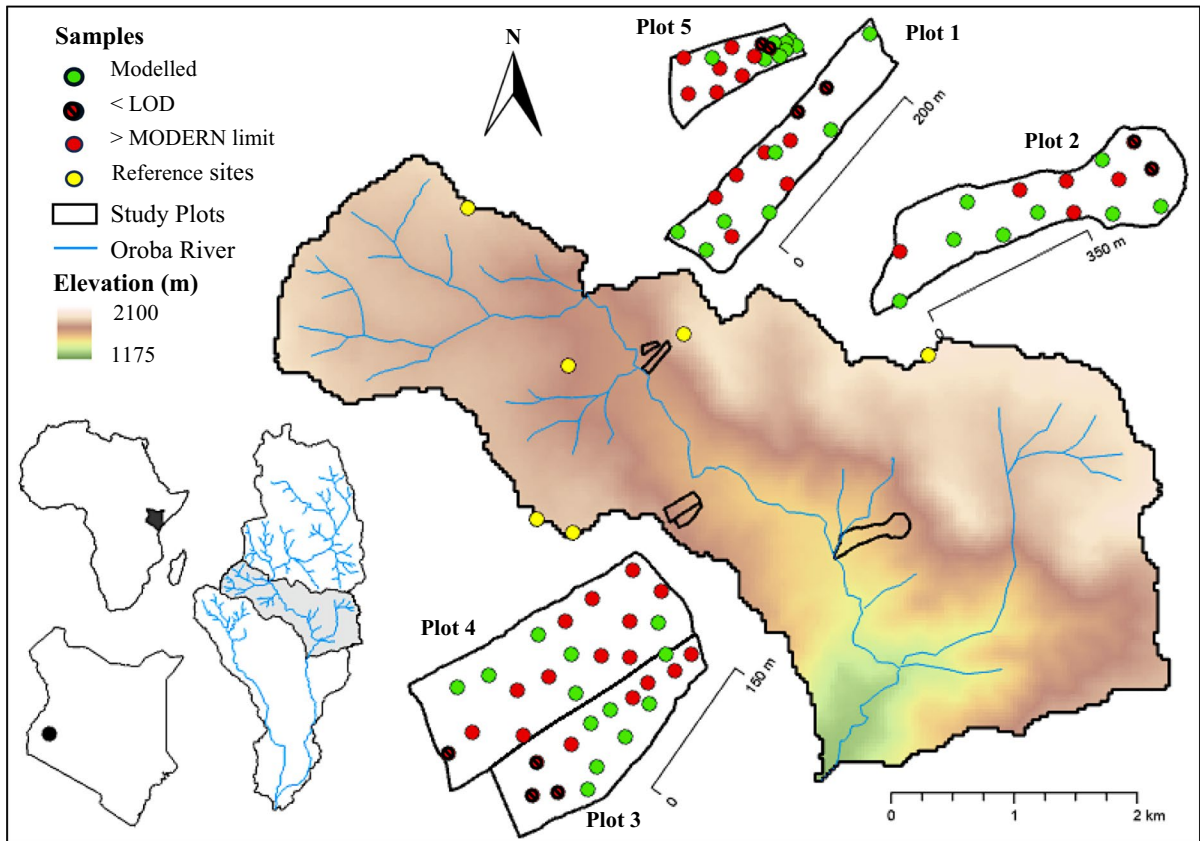 Samples
Modelled
< LOD
> MODERN limit
Reference sites
Study Plots
Oroba River
Elevation (m)
2100
1175
N
Plot 5
Plot 1
200 m
0
Plot 2
350 m
0
Plot 4
150 m
0
Plot 3
0 1 2 km